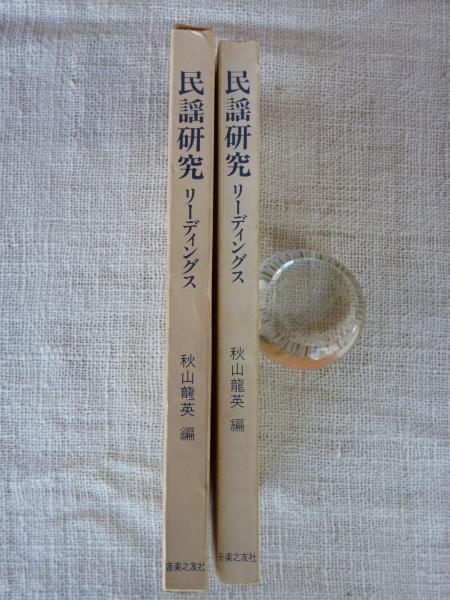 民謡研究 リーディングス
秋山龍英 編
音楽之友社
民謡研究 リーディングス
秋山龍英 編
音楽之友社